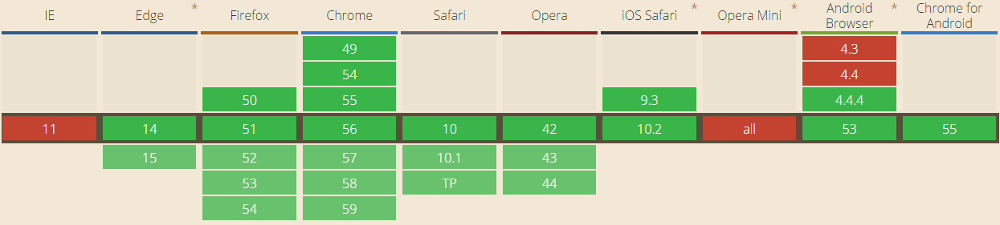 IE Edge * Firefox Chrome Safari Opera iOS Safari * Opera Mini * Android Browser * Chrome for Android
49 4.3
54 4.4
50 55 9.3 4.4.4
11 14 51 56 10 42 10.2 all 53 55
15 52 57 10.1 43
53 58 TP 44
54 59